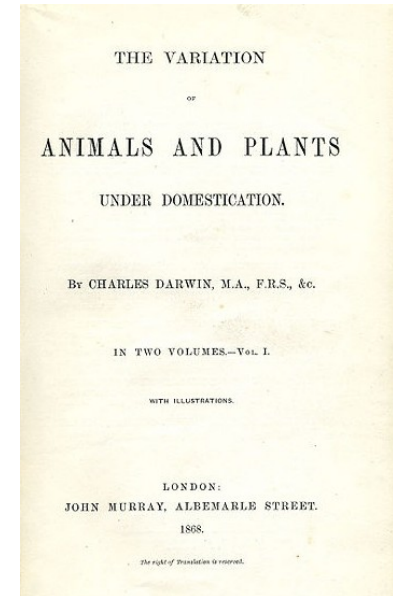 THE VARIATION
OF
ANIMALS AND PLANTS
UNDER DOMESTICATION.
BY CHARLES DARWIN, M.A., F.R.S., &c.
IN TWO VOLUMES.—VOL. I.
WITH ILLUSTRATIONS.
LONDON:
JOHN MURRAY, ALBEMARLE STREET.
1868.
The right of Translation is reserved.